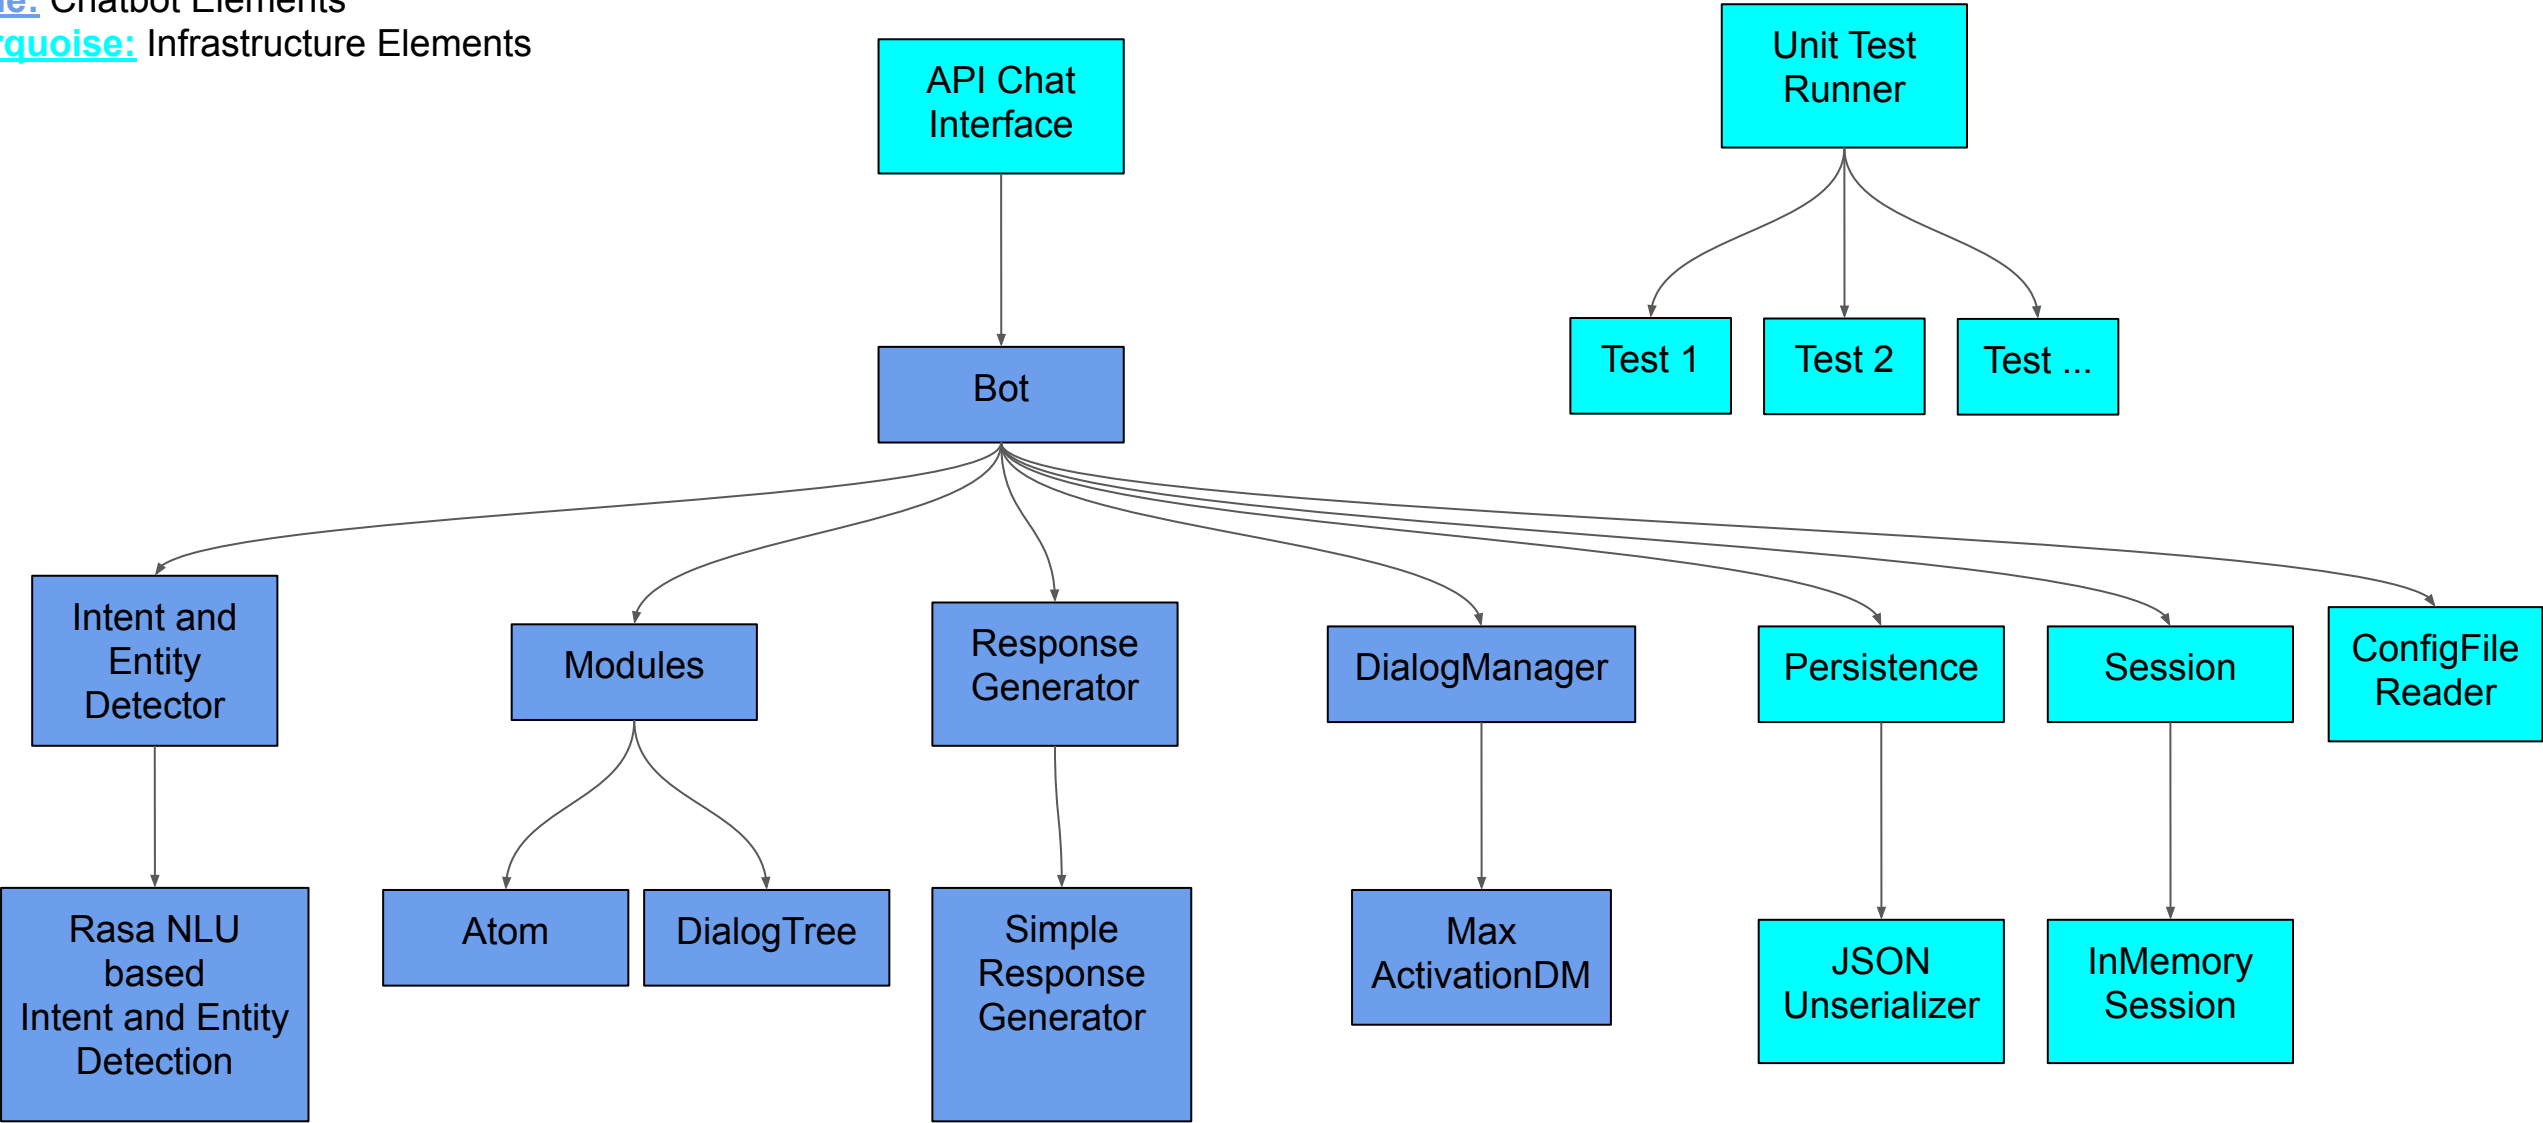 Chatbot Elements
Infrastructure Elements
API Chat
Interface
Unit Test
Runner
Test 1
Test 2
Test ...
Bot
Intent and
Entity
Detector
Modules
Response
Generator
DialogManager
Persistence
Session
ConfigFile
Reader
Rasa NLU
based
Intent and Entity
Detection
Atom
DialogTree
Simple
Response
Generator
Max
ActivationDM
JSON
Unserializer
InMemory
Session